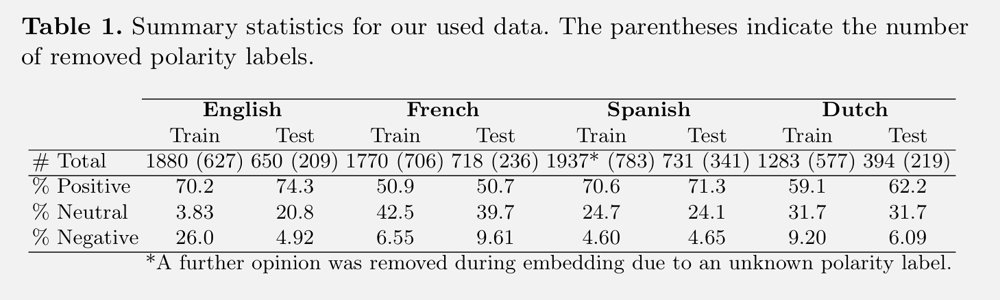 Table 1. Summary statistics for our used data. The parentheses indicate the number
of removed polarity labels.
English French Spanish Dutch
Train Test Train Test Train Test Train Test
# Total 1880 (627) 650 (209) 1770 (706) 718 (236) 1937* (783) 731 (341) 1283 (577) 394 (219)
% Positive 70.2 74.3 50.9 50.7 70.6 71.3 59.1 62.2
% Neutral 3.83 20.8 42.5 39.7 24.7 24.1 31.7 31.7
% Negative 26.0 4.92 6.55 9.61 4.60 4.65 9.20 6.09
*A further opinion was removed during embedding due to an unknown polarity label.